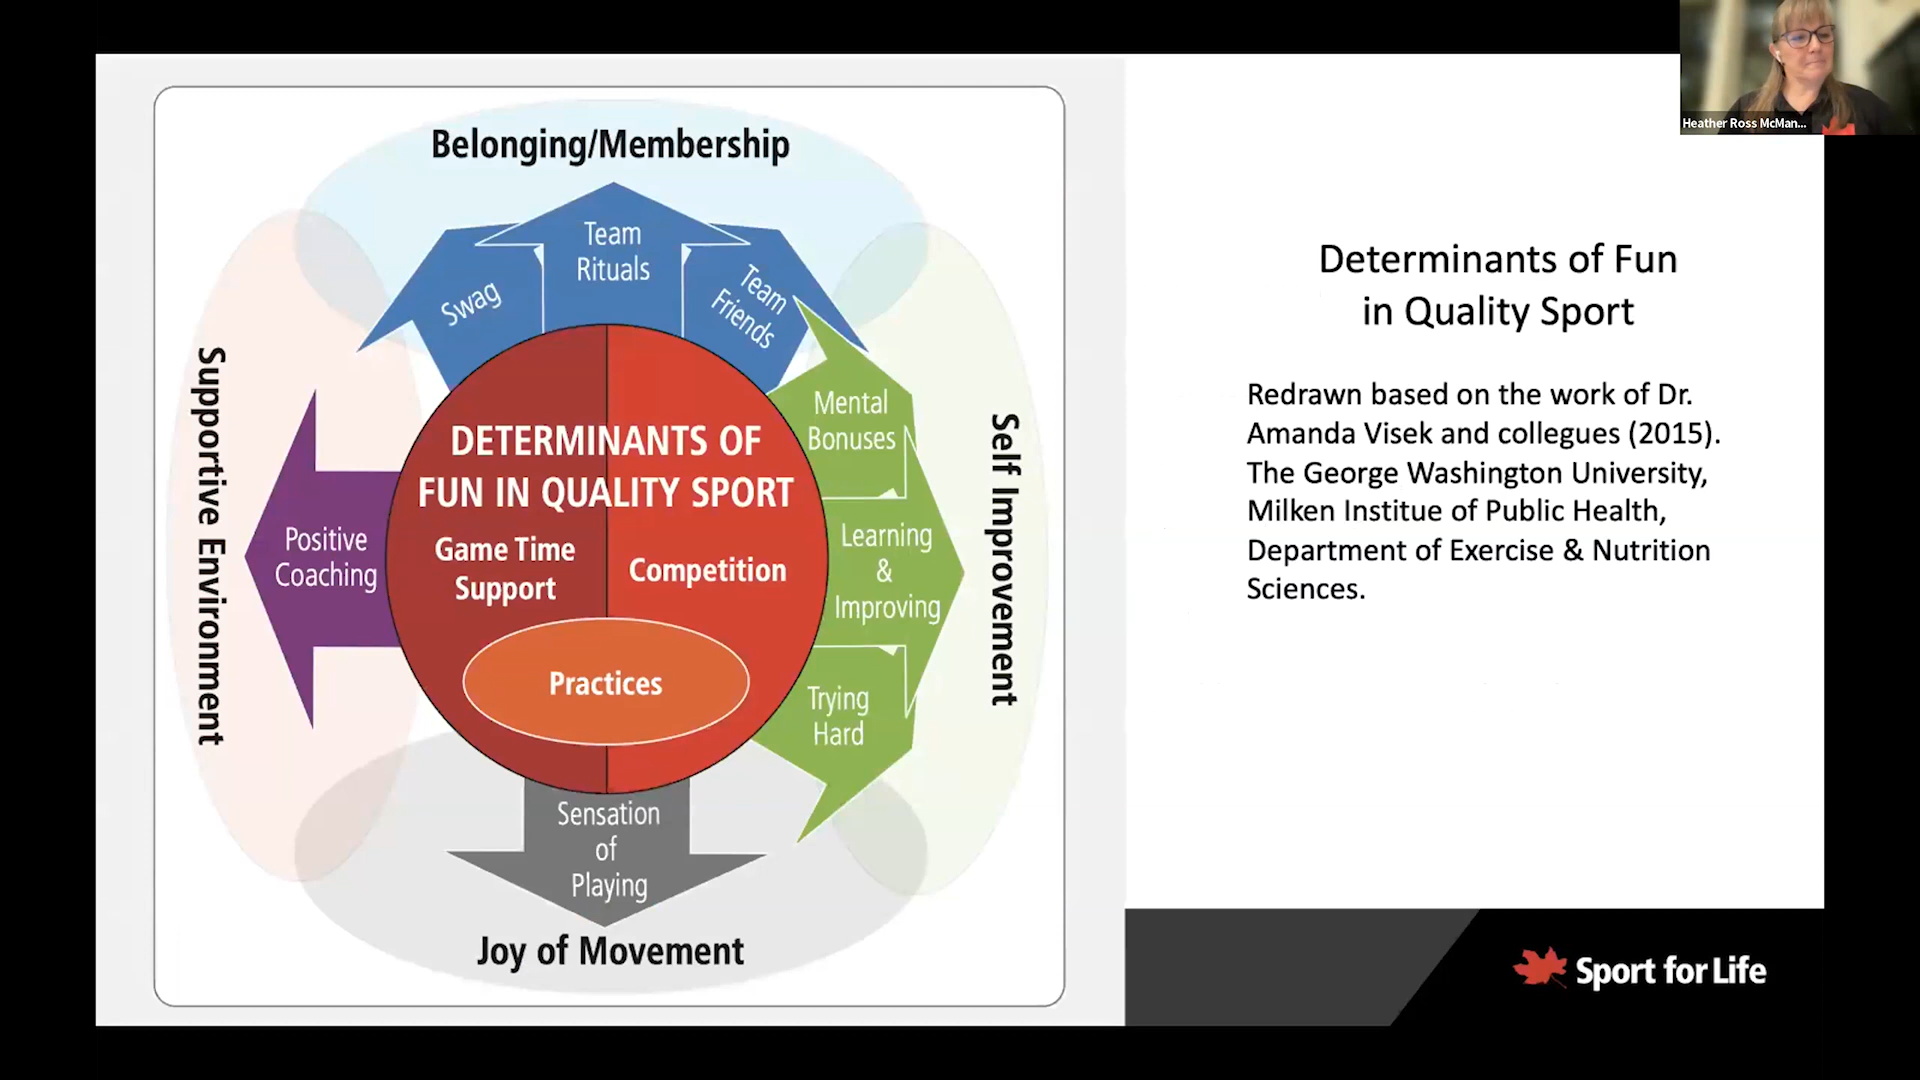 Belonging/Membership
Team
Rituals
Swag
Team
Friends
Supportive Environment
Positive
Coaching
DETERMINANTS OF
FUN IN QUALITY SPORT
Game Time
Support
Competition
Practices
Mental
Bonuses
Learning
&
Improving
Trying
Hard
Self Improvement
Sensation
of
Playing
Joy of Movement
Heather Ross McMan...
Determinants of Fun
in Quality Sport
Redrawn based on the work of Dr.
Amanda Visek and collegues (2015).
The George Washington University,
Milken Institue of Public Health,
Department of Exercise & Nutrition
Sciences.
Sport for Life